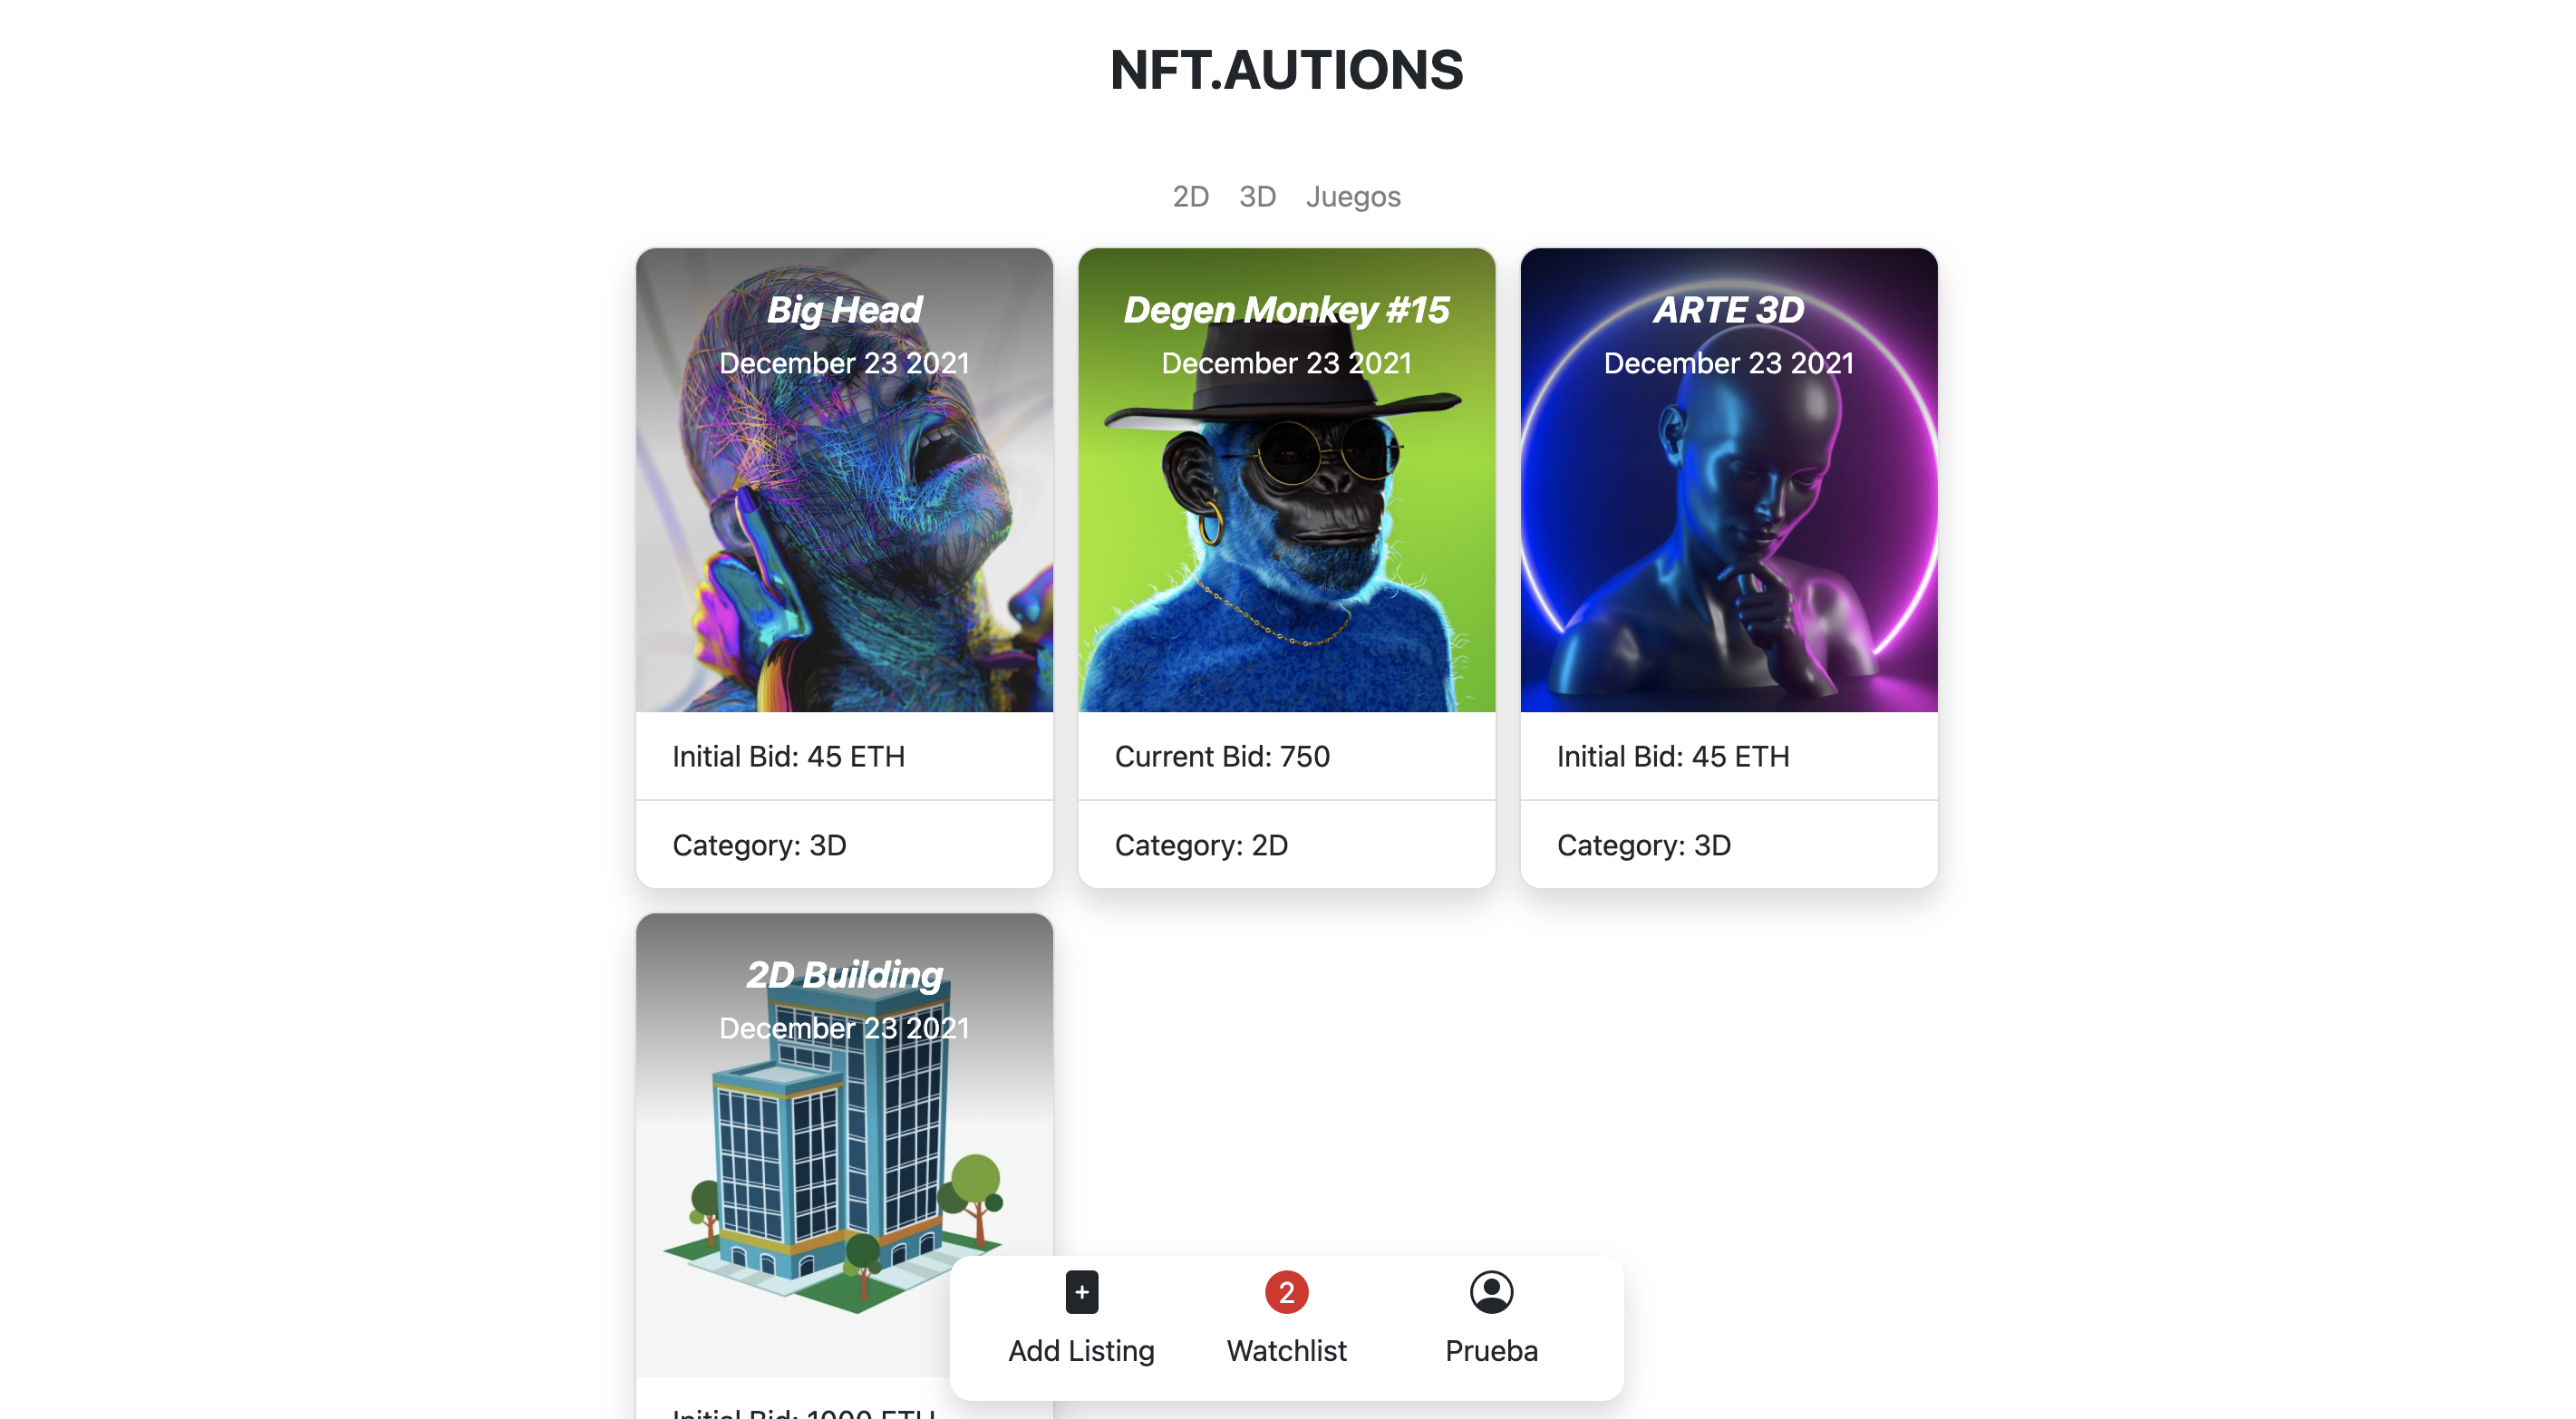 NFT.AUTIONS
2D 3D Juegos
Big Head
December 23 2021
Initial Bid: 45 ETH
Category: 3D
Degen Monkey #15
December 23 2021
Current Bid: 750
Category: 2D
ARTE 3D
December 23 2021
Initial Bid: 45 ETH
Category: 3D
2D Building
December 23 2021
Initial Bid: 1000 ETH
2
Add Listing Watchlist Prueba